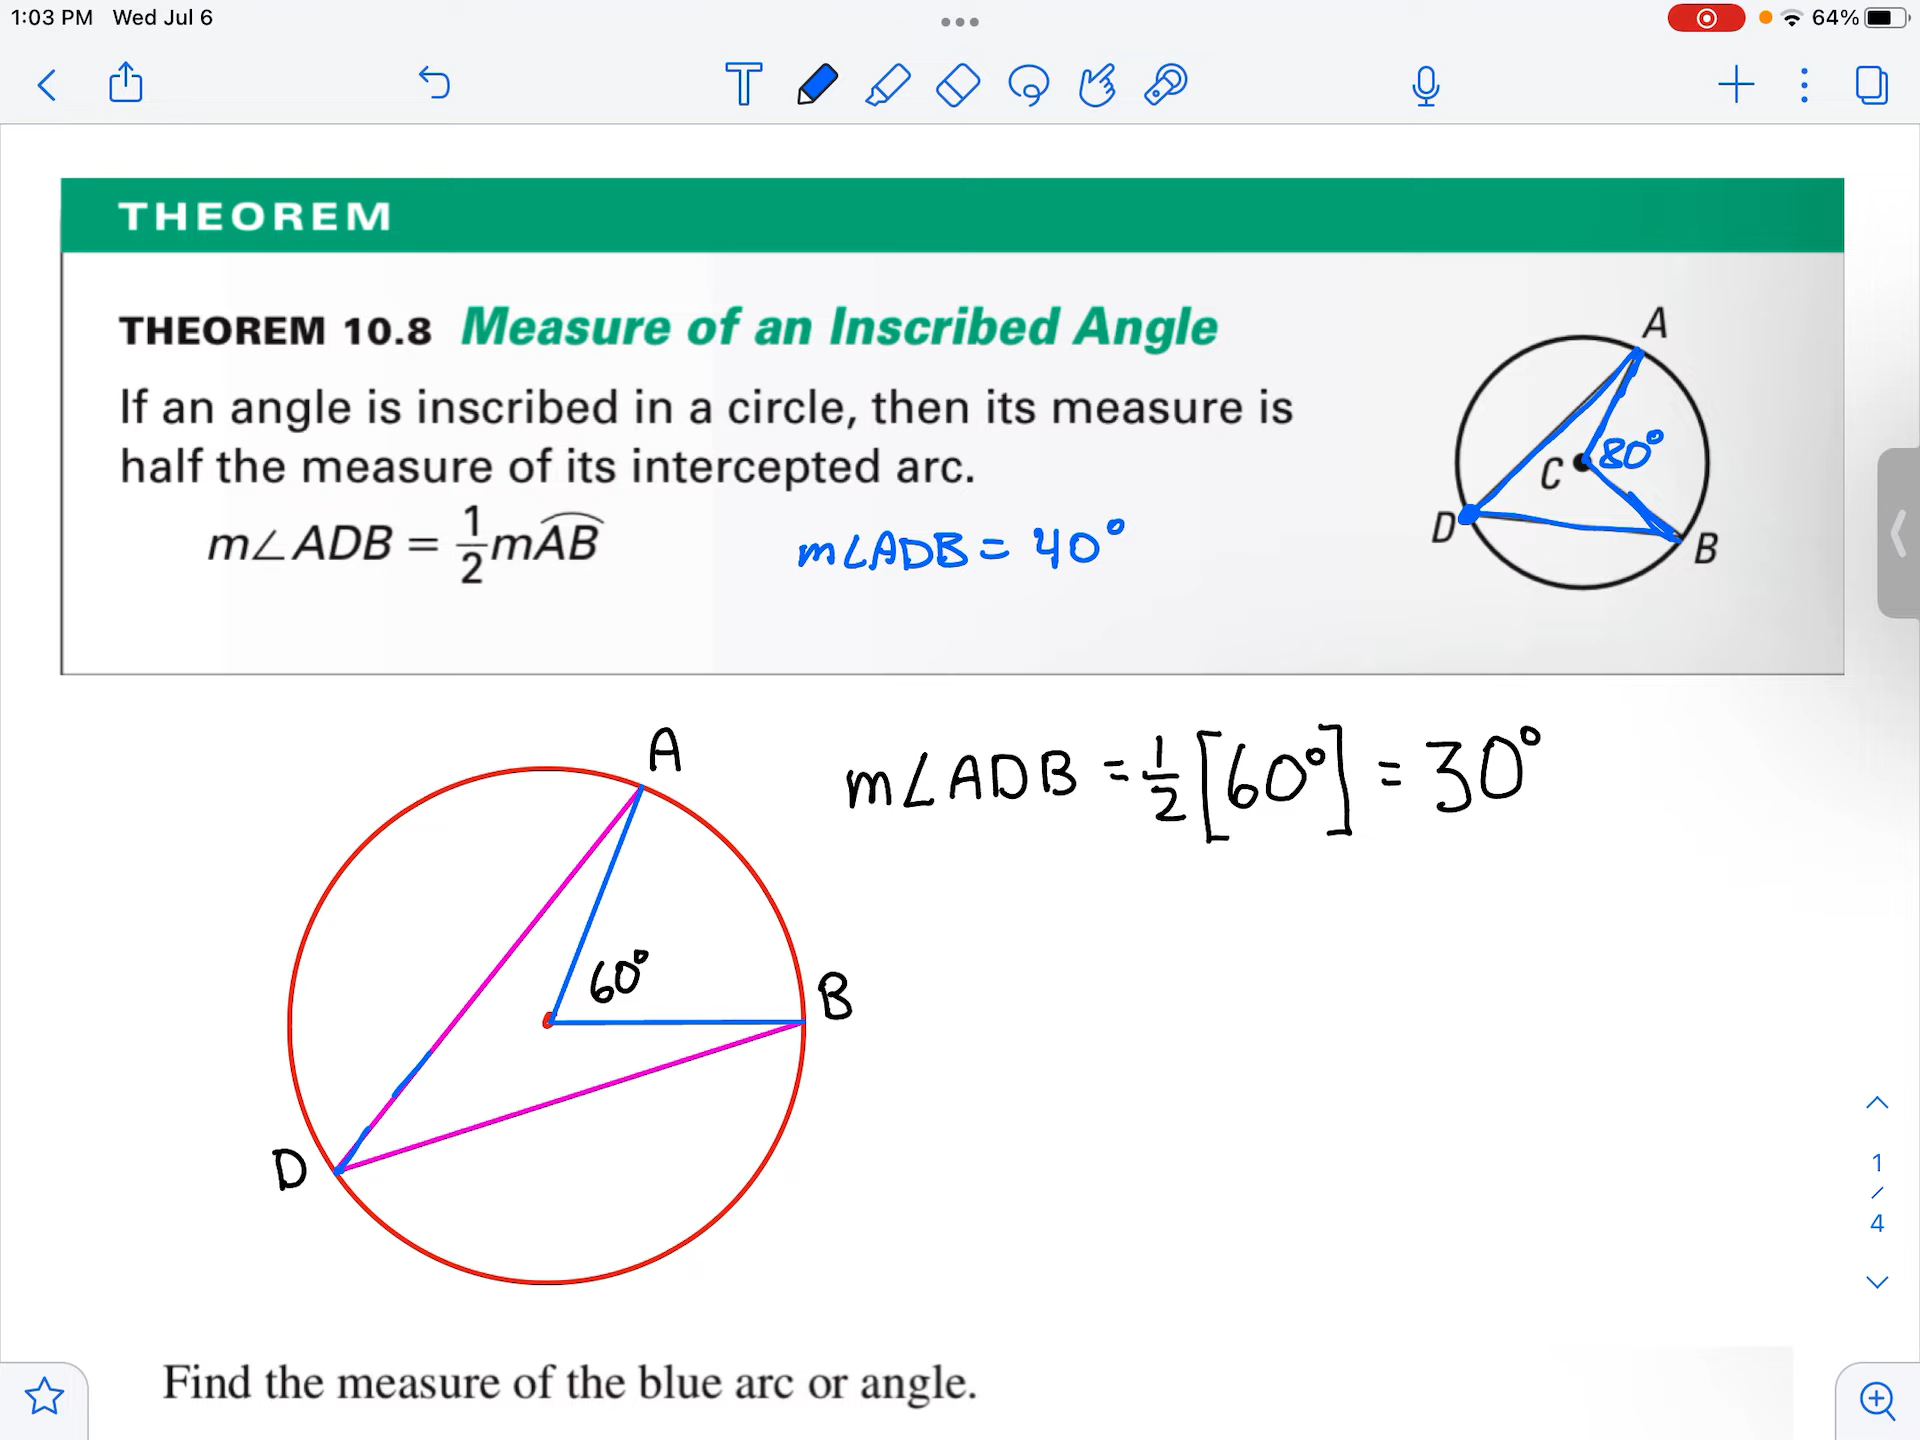 1:03 PM Wed Jul 6
64%
T
THEOREM
THEOREM 10.8 Measure of an Inscribed Angle
If an angle is inscribed in a circle, then its measure is
half the measure of its intercepted arc.
m∠ADB = 1/2 mAB͡
m∠ADB = 40°
A
80°
C
D
B
A
m∠ADB = 1/2 [60°] = 30°
60°
B
D
1
/
4
Find the measure of the blue arc or angle.